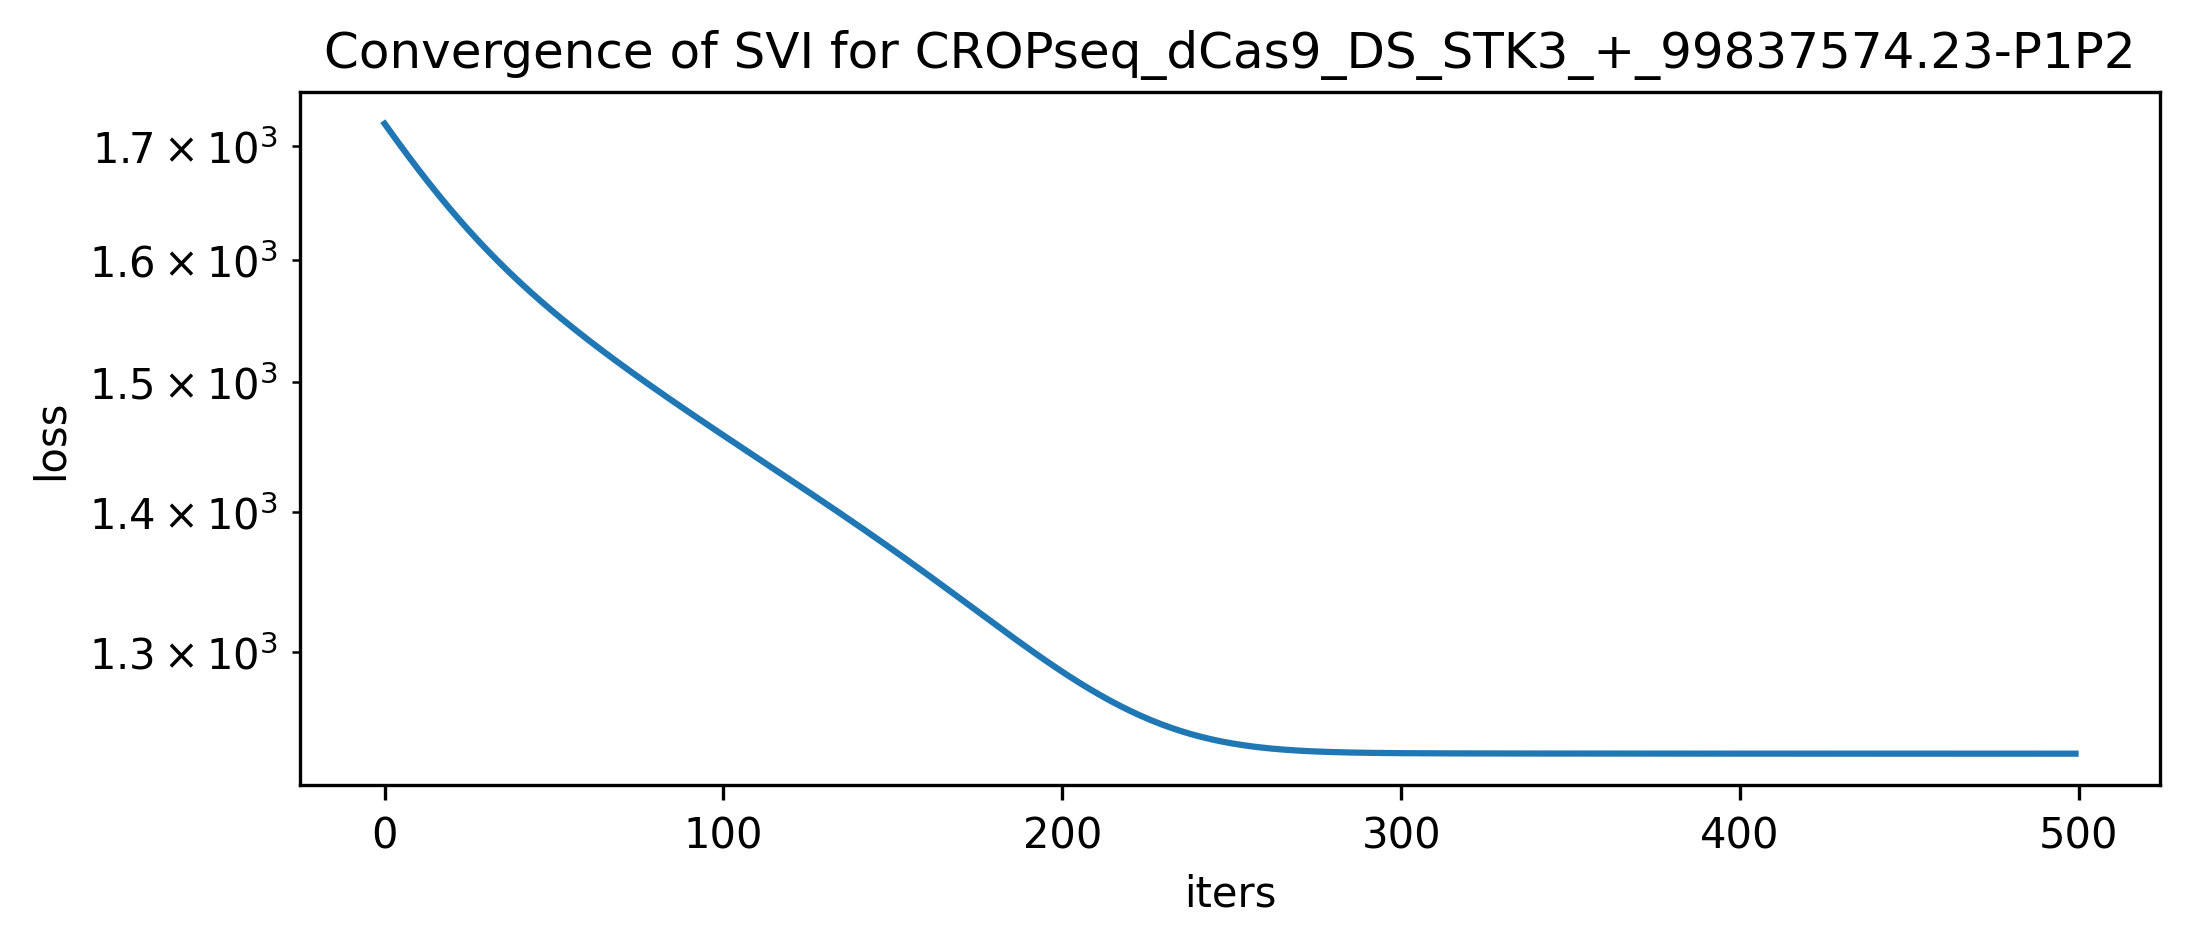 Convergence of SVI for CROPseq_dCas9_DS_STK3_+_99837574.23-P1P2
1.7 × 10³
1.6 × 10³
1.5 × 10³
1.4 × 10³
1.3 × 10³
loss
0 100 200 300 400 500
iters